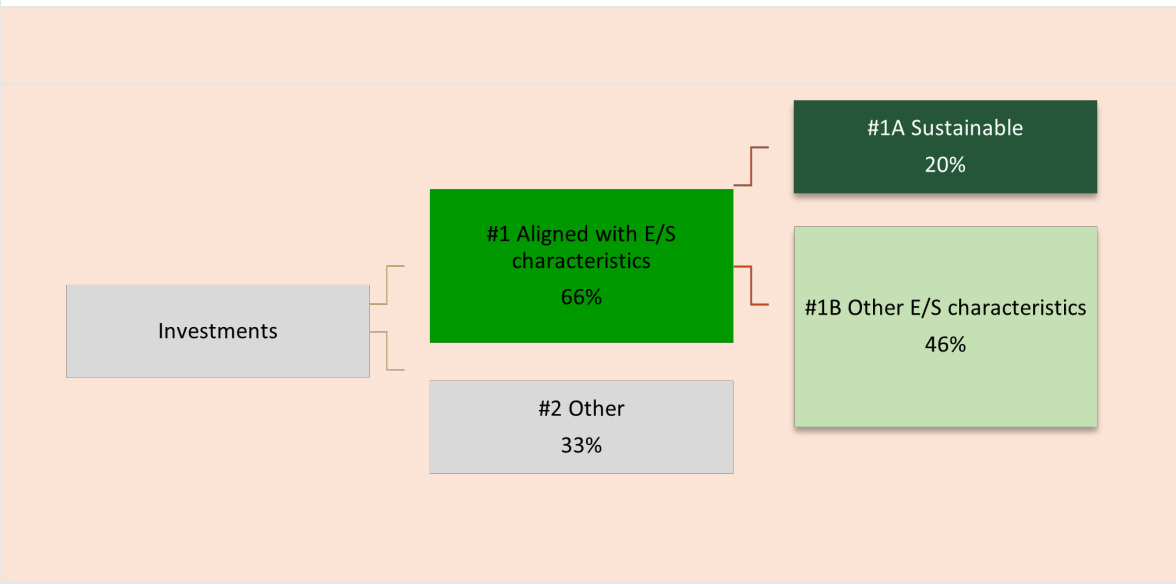 #1A Sustainable
20%
#1 Aligned with E/S
characteristics
66%
#1B Other E/S characteristics
46%
Investments
#2 Other
33%